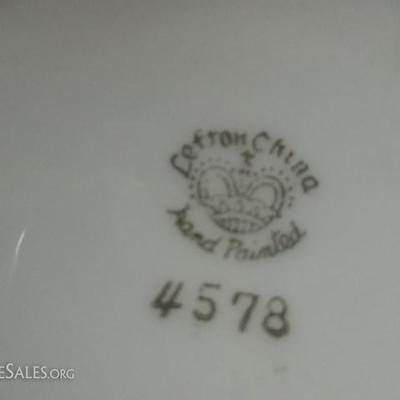 Lefton China
Hand Painted
4578
eSales.org